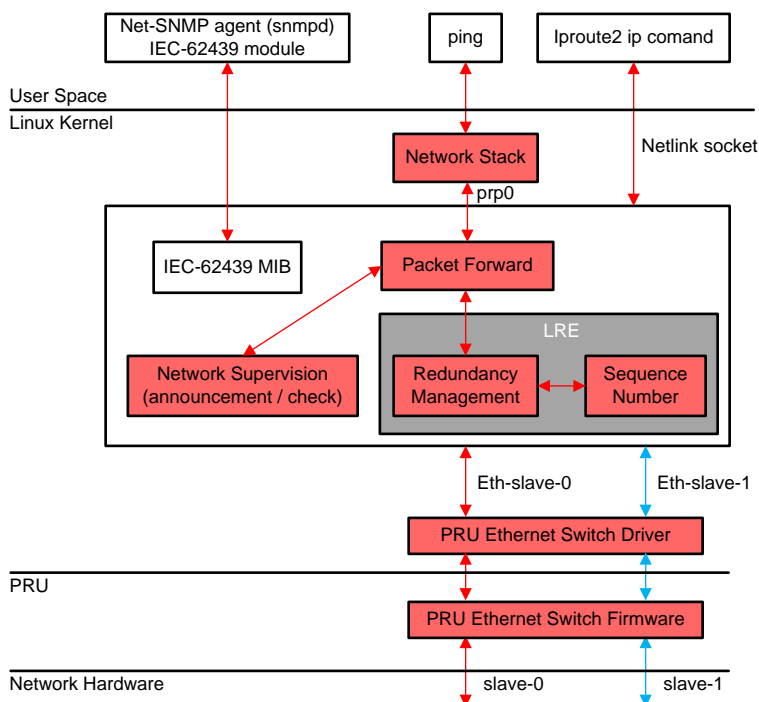 Net-SNMP agent (snmpd)
IEC-62439 module
ping
Iproute2 ip comand
User Space
Linux Kernel
Network Stack
Netlink socket
prp0
IEC-62439 MIB
Packet Forward
LRE
Network Supervision
(announcement / check)
Redundancy
Management
Sequence
Number
Eth-slave-0
Eth-slave-1
PRU Ethernet Switch Driver
PRU
PRU Ethernet Switch Firmware
Network Hardware
slave-0
slave-1